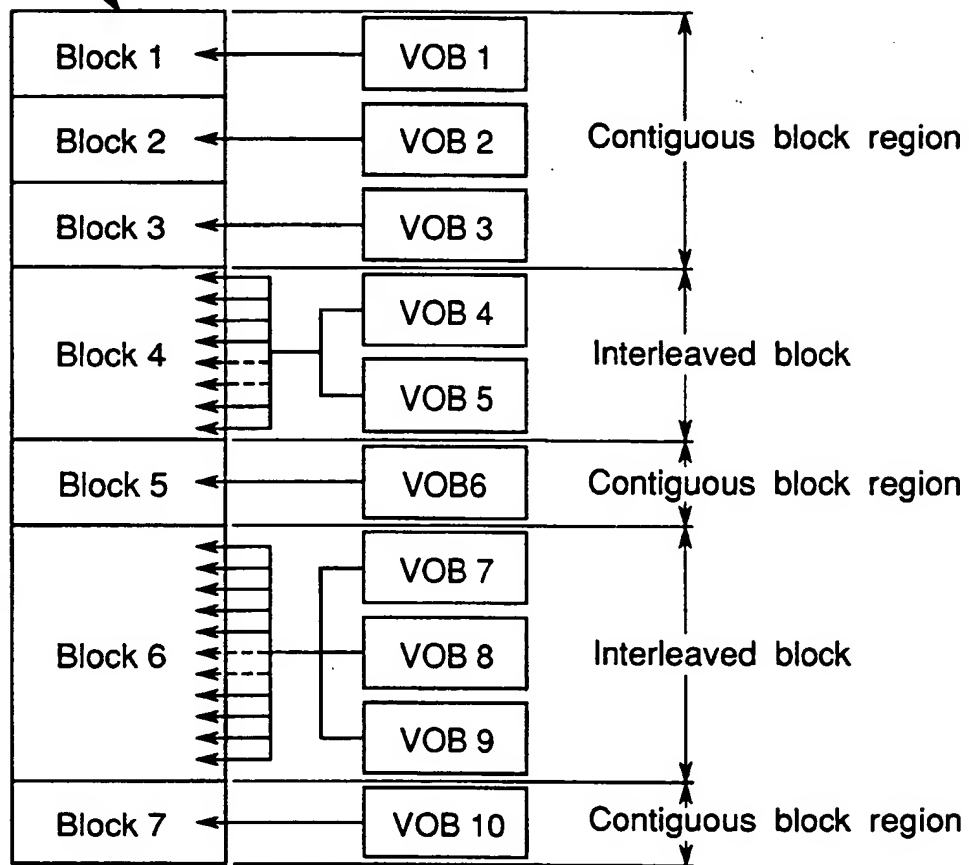 Block 1
VOB 1
Block 2
VOB 2
Contiguous block region
Block 3
VOB 3
VOB 4
Block 4
Interleaved block
VOB 5
Block 5
VOB6
Contiguous block region
VOB 7
Block 6
VOB 8
Interleaved block
VOB 9
Block 7
VOB 10
Contiguous block region